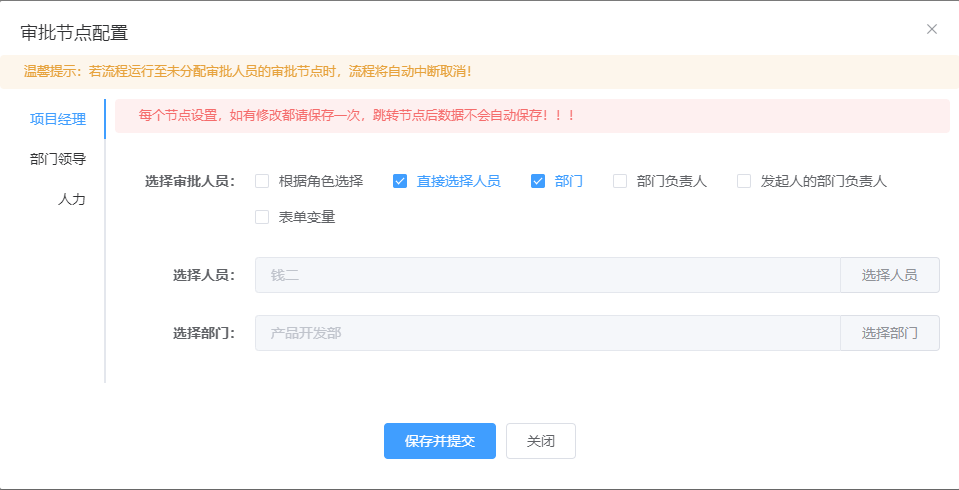 审批节点配置
温馨提示：若流程运行至未分配审批人员的审批节点时，流程将自动中断取消！
项目经理
每个节点设置，如有修改都请保存一次，跳转节点后数据不会自动保存！！！
部门领导
人力
选择审批人员： 根据角色选择 直接选择人员 部门 部门负责人 发起人的部门负责人
表单变量
选择人员： 钱二 选择人员
选择部门： 产品开发部 选择部门
保存并提交 关闭